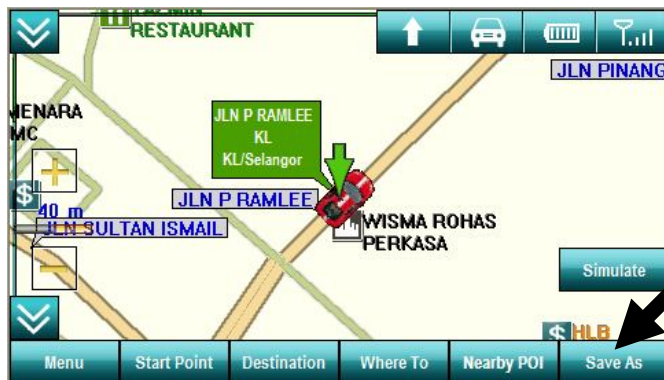 RESTAURANT
JLN PINANG
MENARA
MC
JLN P RAMLEE
KL
KL/Selangor
$
40 m
JLN P RAMLEE
JLN SULTAN ISMAIL
WISMA ROHAS
PERKASA
Simulate
$ HLB
Menu
Start Point
Destination
Where To
Nearby POI
Save As